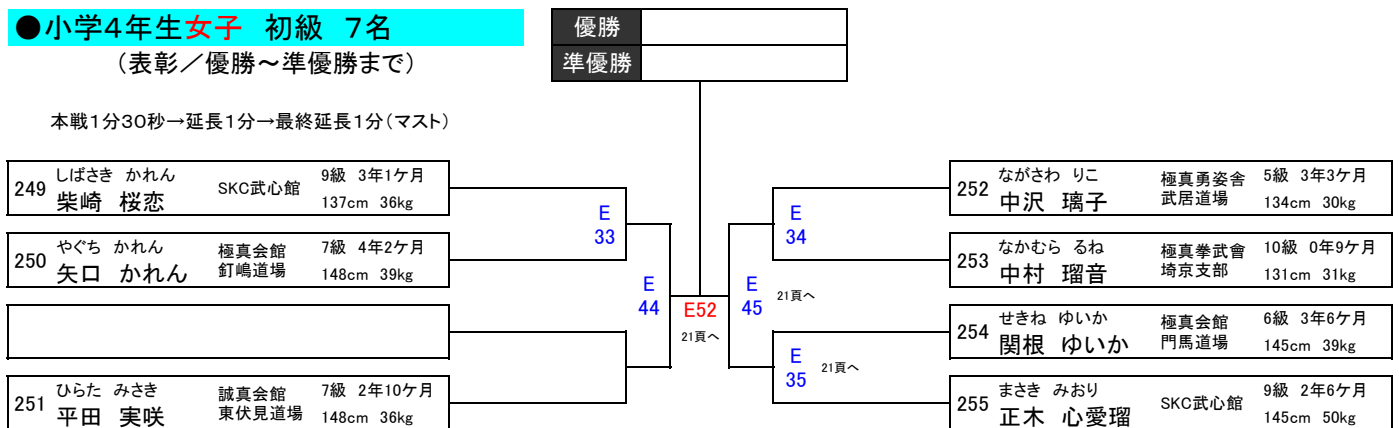 ●小学4年生女子 初級 7名
(表彰/優勝～準優勝まで)
優勝
準優勝
本戦1分30秒→延長1分→最終延長1分(マスト)
249 しばさき かれん 柴崎 桜恋 SKC武心館 9級 3年1ケ月 137cm 36kg
250 やぐち かれん 矢口 かれん 極真会館 釘嶋道場 7級 4年2ケ月 148cm 39kg
251 ひらた みさき 平田 実咲 誠真会館 東伏見道場 7級 2年10ケ月 148cm 36kg
E
33
E
44
E52
21頁へ
E
45
21頁へ
E
34
E
35
21頁へ
252 ながさわ りこ 中沢 璃子 極真勇姿舎 武居道場 5級 3年3ケ月 134cm 30kg
253 なかむら るね 中村 瑠音 極真拳武會 埼京支部 10級 0年9ケ月 131cm 31kg
254 せきね ゆいか 関根 ゆいか 極真会館 門馬道場 6級 3年6ケ月 145cm 39kg
255 まさき みおり 正木 心愛瑠 SKC武心館 9級 2年6ケ月 145cm 50kg